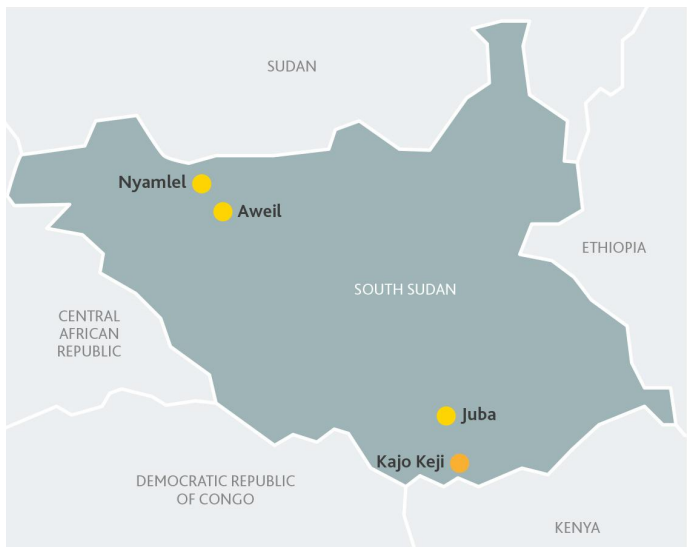 SUDAN
Nyamlel
Aweil
ETHIOPIA
SOUTH SUDAN
CENTRAL
AFRICAN
REPUBLIC
Juba
Kajo Keji
DEMOCRATIC REPUBLIC
OF CONGO
KENYA